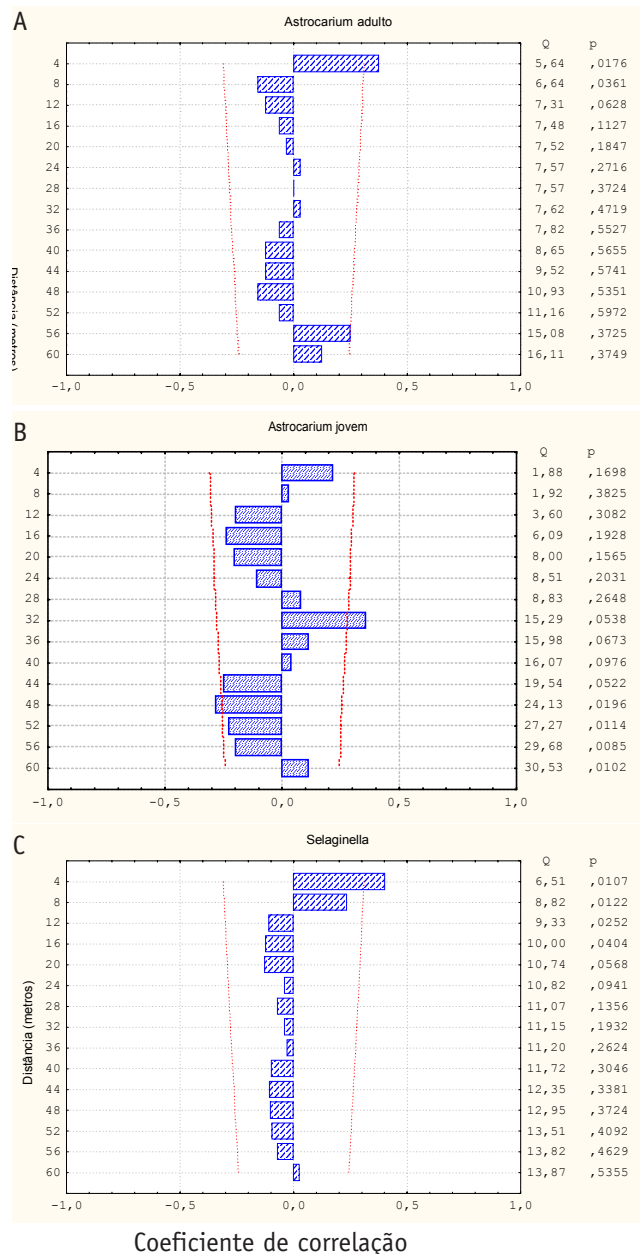 A
Astrocarium adulto
Q p
4 5,64 ,0176
8 6,64 ,0361
12 7,31 ,0628
16 7,48 ,1127
20 7,52 ,1847
24 7,57 ,2716
28 7,57 ,3724
32 7,62 ,4719
36 7,82 ,5527
40 8,65 ,5655
44 9,52 ,5741
48 10,93 ,5351
52 11,16 ,5972
56 15,08 ,3725
60 16,11 ,3749
-1,0 -0,5 0,0 0,5 1,0
Distância (metros)
B
Astrocarium jovem
Q p
4 1,88 ,1698
8 1,92 ,3825
12 3,60 ,3082
16 6,09 ,1928
20 8,00 ,1565
24 8,51 ,2031
28 8,83 ,2648
32 15,29 ,0538
36 15,98 ,0673
40 16,07 ,0976
44 19,54 ,0522
48 24,13 ,0196
52 27,27 ,0114
56 29,68 ,0085
60 30,53 ,0102
-1,0 -0,5 0,0 0,5 1,0
C
Selaginella
Q p
4 6,51 ,0107
8 8,82 ,0122
12 9,33 ,0252
16 10,00 ,0404
20 10,74 ,0568
24 10,82 ,0941
28 11,07 ,1356
32 11,15 ,1932
36 11,20 ,2624
40 11,72 ,3046
44 12,35 ,3381
48 12,95 ,3724
52 13,51 ,4092
56 13,82 ,4629
60 13,87 ,5355
-1,0 -0,5 0,0 0,5 1,0
Distância (metros)
Coeficiente de correlação